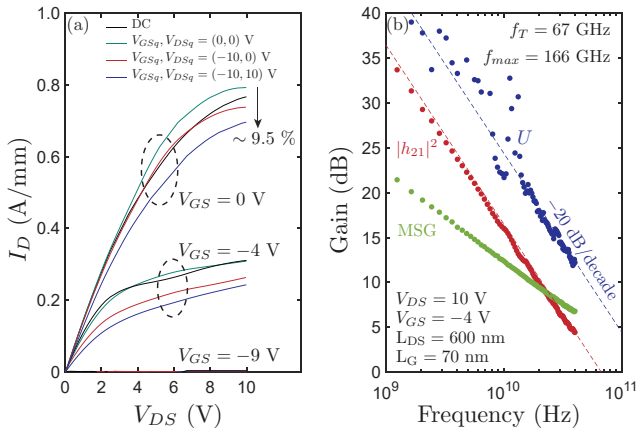 (a)
DC
V_GSq, V_DSq = (0, 0) V
V_GSq, V_DSq = (−10, 0) V
V_GSq, V_DSq = (−10, 10) V
~ 9.5 %
V_GS = 0 V
V_GS = −4 V
V_GS = −9 V
1.0
0.8
0.6
0.4
0.2
0
I_D (A/mm)
0 2 4 6 8 10 12
V_DS (V)
(b)
f_T = 67 GHz
f_max = 166 GHz
U
|h_21|^2
MSG
−20 dB/decade
V_DS = 10 V
V_GS = −4 V
L_DS = 600 nm
L_G = 70 nm
40
35
30
25
20
15
10
5
0
Gain (dB)
10^9 10^10 10^11
Frequency (Hz)